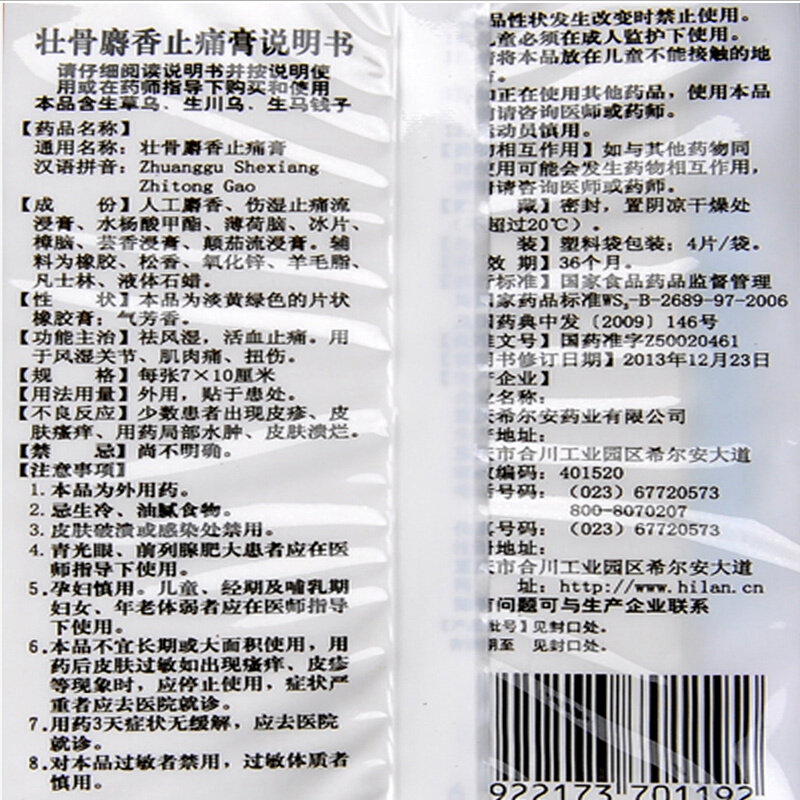 壮骨麝香止痛膏说明书
请仔细阅读说明书并按说明使
用或在药师指导下购买和使用
本品含生草乌、生川乌、生马钱子
【药品名称】
通用名称：壮骨麝香止痛膏
汉语拼音：Zhuanggu Shexiang
Zhitong Gao
【成 份】人工麝香、伤湿止痛流
浸膏、水杨酸甲酯、薄荷脑、冰片、
樟脑、芸香浸膏、颠茄流浸膏。辅
料为橡胶、松香、氧化锌、羊毛脂、
凡士林、液体石蜡。
【性 状】本品为淡黄绿色的片状
橡胶膏；气芳香。
【功能主治】祛风湿，活血止痛。用
于风湿关节、肌肉痛、扭伤。
【规 格】每张7×10厘米
【用法用量】外用，贴于患处。
【不良反应】少数患者出现皮疹、皮
肤瘙痒、用药局部水肿、皮肤溃烂。
【禁 忌】尚不明确。
【注意事项】
1.本品为外用药。
2.忌生冷、油腻食物。
3.皮肤破溃或感染处禁用。
4.青光眼、前列腺肥大患者应在医
师指导下使用。
5.孕妇慎用。儿童、经期及哺乳期
妇女、年老体弱者应在医师指导
下使用。
6.本品不宜长期或大面积使用，用
药后皮肤过敏如出现瘙痒、皮疹
等现象时，应停止使用，症状严
重者应去医院就诊。
7.用药3天症状无缓解，应去医院
就诊。
8.对本品过敏者禁用，过敏体质者
慎用。
品性状发生改变时禁止使用。
儿童必须在成人监护下使用。
请将本品放在儿童不能接触的地
。
如正在使用其他药品，使用本品
前请咨询医师或药师。
运动员慎用。
物相互作用】如与其他药物同
使用可能会发生药物相互作用，
请咨询医师或药师。
藏】密封，置阴凉干燥处
超过20℃）。
装】塑料袋包装；4片/袋。
效 期】36个月。
行标准】国家食品药品监督管理
国家药品标准WS₃-B-2689-97-2006
国药典中发〔2009〕146号
准文号】国药准字Z50020461
书修订日期】2013年12月23日
产企业】
业名称：
庆希尔安药业有限公司
产地址：
庆市合川工业园区希尔安大道
政编码：401520
话号码：（023）67720573
800-8070207
真号码：（023）67720573
册地址：
庆市合川工业园区希尔安大道
址：http://www.hilan.cn
有问题可与生产企业联系
批号】见封口处。
期至 见封口处。
922173 701192